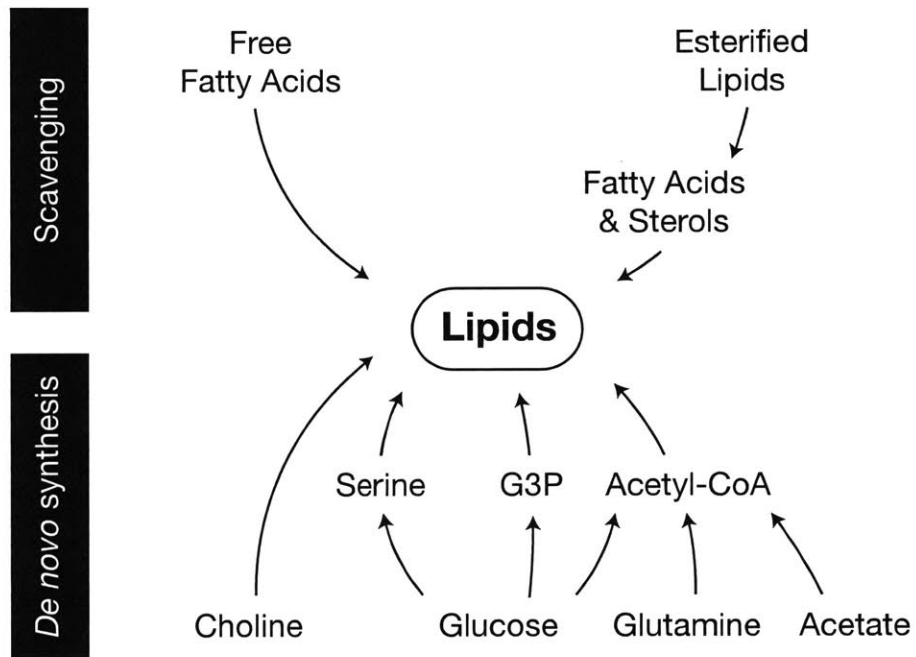 Scavenging
Free
Fatty Acids
Esterified
Lipids
Fatty Acids
& Sterols
Lipids
De novo synthesis
Serine
G3P
Acetyl-CoA
Choline
Glucose
Glutamine
Acetate